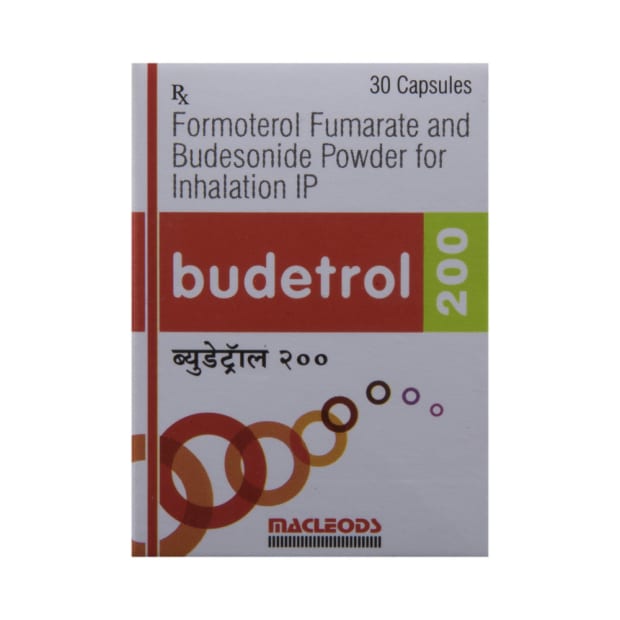 30 Capsules
Rx
Formoterol Fumarate and
Budesonide Powder for
Inhalation IP
budetrol
200
ब्युडेट्रॉल २००
MACLEODS